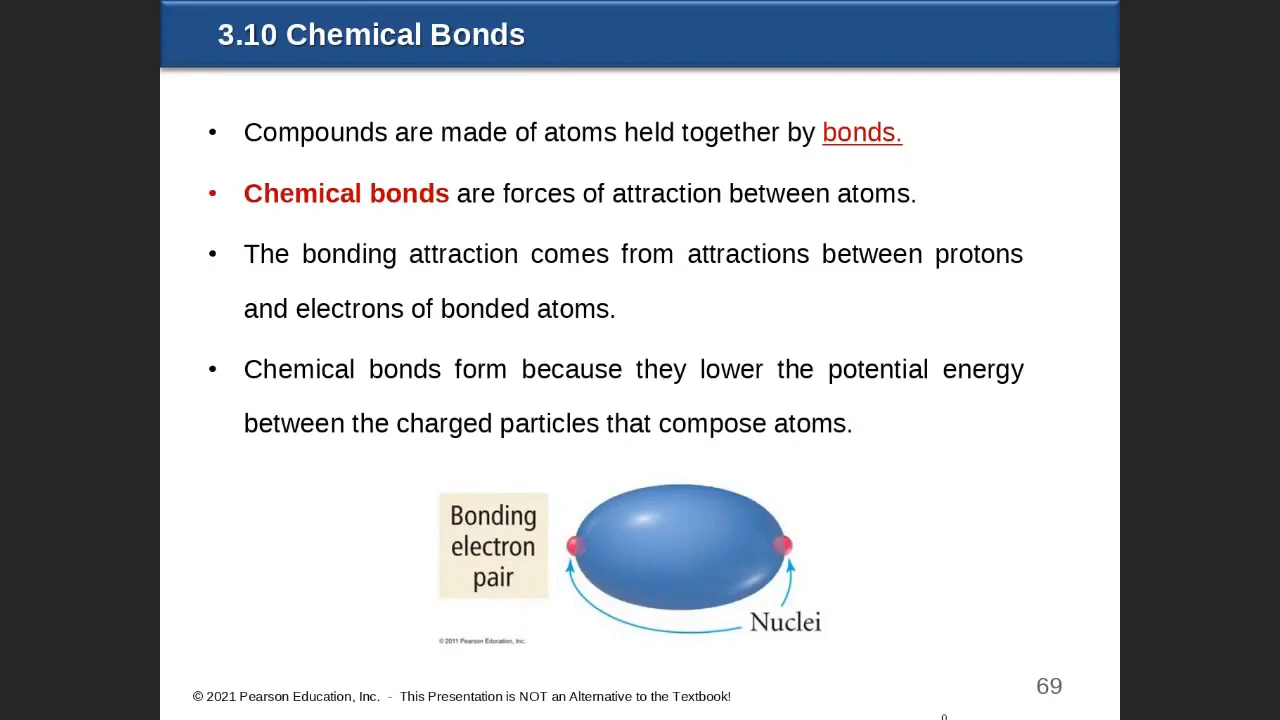 3.10 Chemical Bonds
• Compounds are made of atoms held together by bonds.
• Chemical bonds are forces of attraction between atoms.
• The bonding attraction comes from attractions between protons
and electrons of bonded atoms.
• Chemical bonds form because they lower the potential energy
between the charged particles that compose atoms.
Bonding
electron
pair
Nuclei
© 2011 Pearson Education, Inc.
69
© 2021 Pearson Education, Inc. - This Presentation is NOT an Alternative to the Textbook!